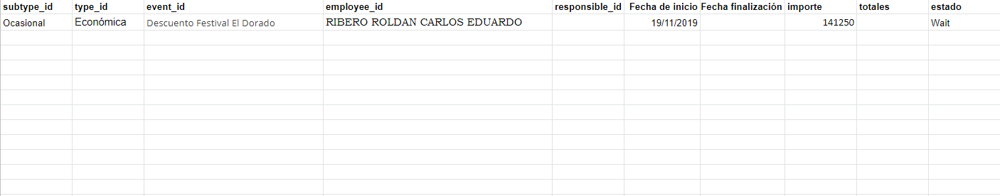 subtype_id type_id event_id employee_id responsible_id Fecha de inicio Fecha finalización importe totales estado
Ocasional Económica Descuento Festival El Dorado RIBERO ROLDAN CARLOS EDUARDO 19/11/2019 141250 Wait